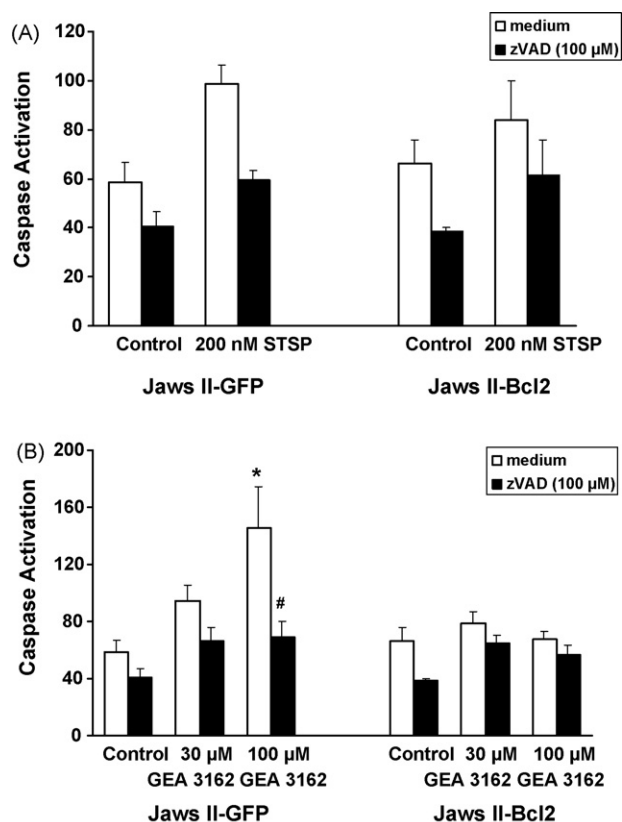 (A)
medium
zVAD (100 µM)
Caspase Activation
120
100
80
60
40
20
0
Control 200 nM STSP Control 200 nM STSP
Jaws II-GFP Jaws II-Bcl2
(B)
medium
zVAD (100 µM)
Caspase Activation
200
160
120
80
40
0
*
#
Control 30 µM 100 µM Control 30 µM 100 µM
GEA 3162 GEA 3162 GEA 3162 GEA 3162
Jaws II-GFP Jaws II-Bcl2